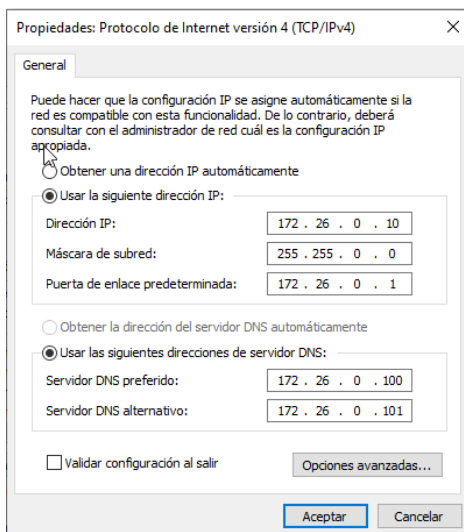 Propiedades: Protocolo de Internet versión 4 (TCP/IPv4)
General
Puede hacer que la configuración IP se asigne automáticamente si la
red es compatible con esta funcionalidad. De lo contrario, deberá
consultar con el administrador de red cuál es la configuración IP
apropiada.
Obtener una dirección IP automáticamente
Usar la siguiente dirección IP:
Dirección IP: 172 . 26 . 0 . 10
Máscara de subred: 255 . 255 . 0 . 0
Puerta de enlace predeterminada: 172 . 26 . 0 . 1
Obtener la dirección del servidor DNS automáticamente
Usar las siguientes direcciones de servidor DNS:
Servidor DNS preferido: 172 . 26 . 0 . 100
Servidor DNS alternativo: 172 . 26 . 0 . 101
Validar configuración al salir Opciones avanzadas...
Aceptar Cancelar